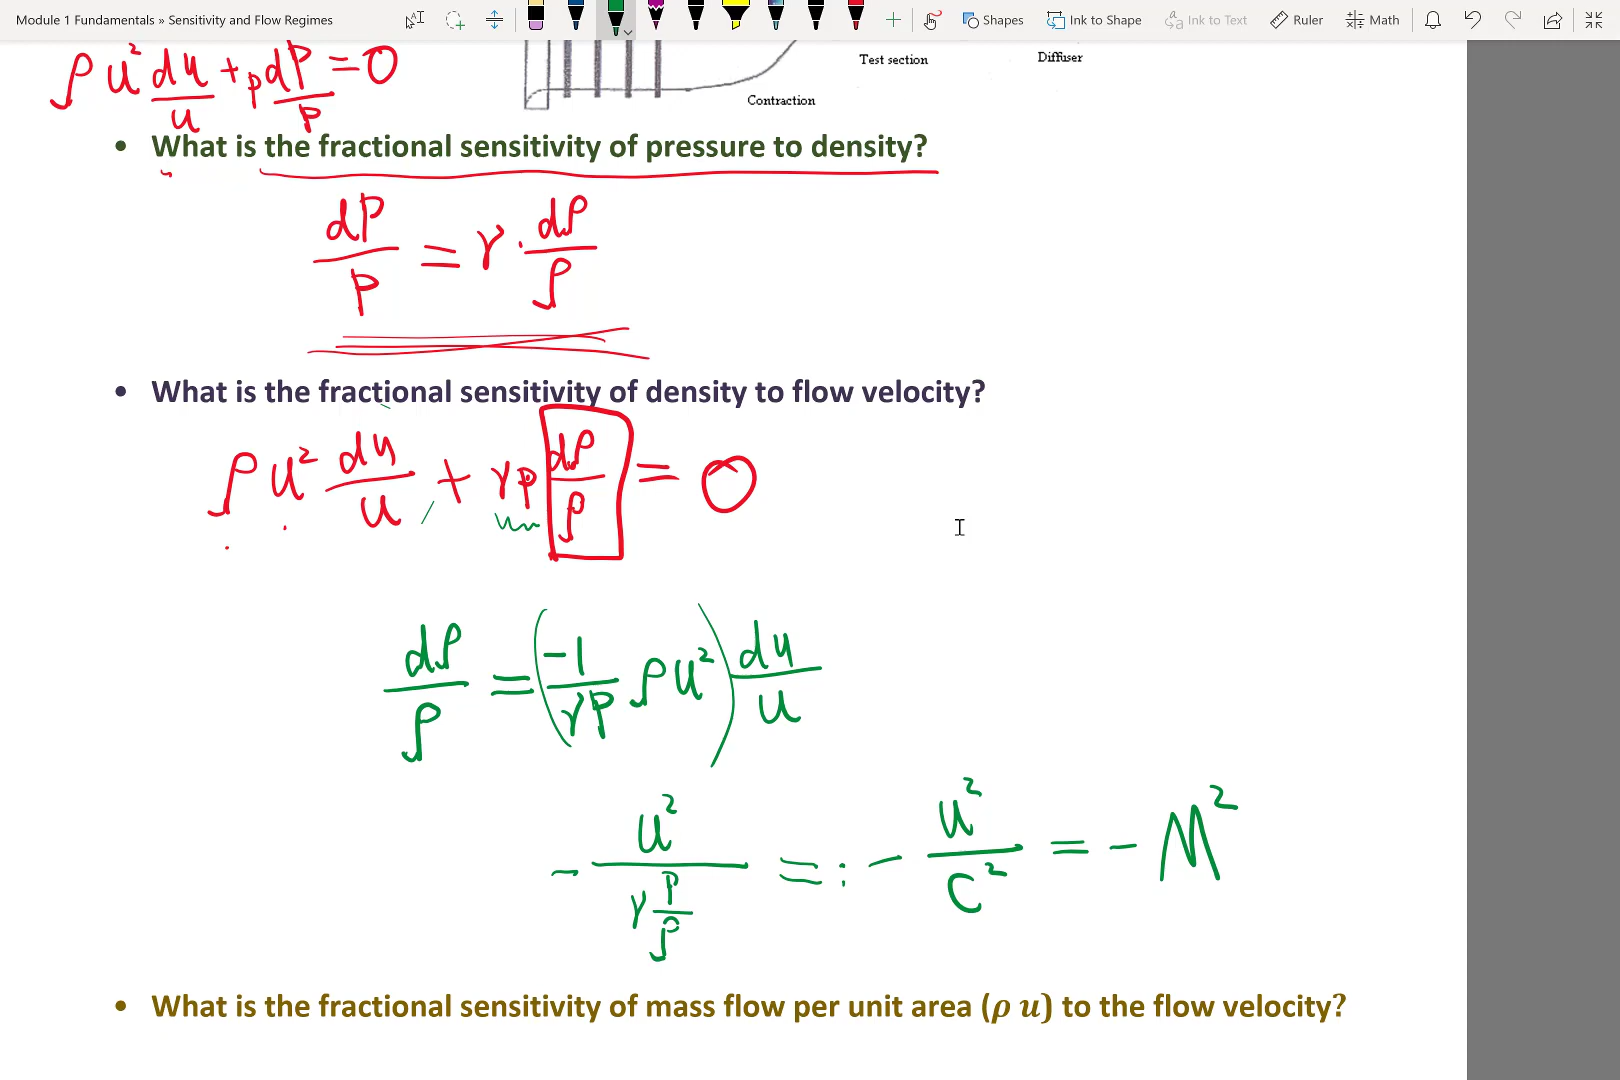 Module 1 Fundamentals » Sensitivity and Flow Regimes
Shapes
Ink to Shape
Ink to Text
Ruler
Math
ρ u² du/u + p dP/P = 0
Test section
Diffuser
Contraction
• What is the fractional sensitivity of pressure to density?
dP/P = γ · dρ/ρ
• What is the fractional sensitivity of density to flow velocity?
ρ u² du/u + γp dρ/ρ = 0
dρ/ρ = (-1/γP ρu²) du/u
- u²/(γ P/ρ) =: - u²/c² = - M²
• What is the fractional sensitivity of mass flow per unit area (ρ u) to the flow velocity?